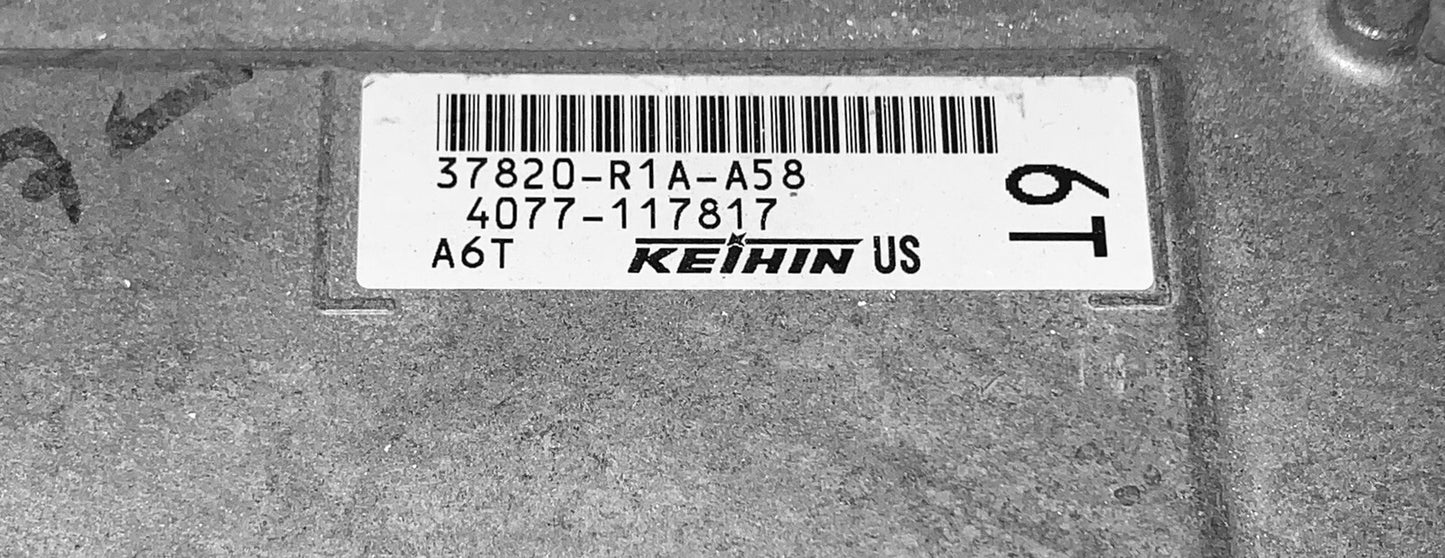 37820-R1A-A58
4077-117817
A6T KEIHIN US
6T